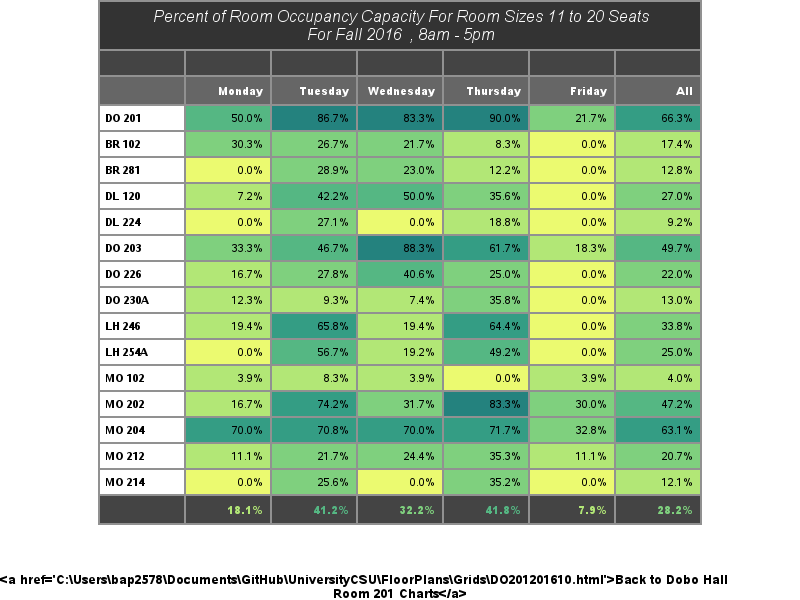 Percent of Room Occupancy Capacity For Room Sizes 11 to 20 Seats
For Fall 2016 , 8am - 5pm
Monday Tuesday Wednesday Thursday Friday All
DO 201 50.0% 86.7% 83.3% 90.0% 21.7% 66.3%
BR 102 30.3% 26.7% 21.7% 8.3% 0.0% 17.4%
BR 281 0.0% 28.9% 23.0% 12.2% 0.0% 12.8%
DL 120 7.2% 42.2% 50.0% 35.6% 0.0% 27.0%
DL 224 0.0% 27.1% 0.0% 18.8% 0.0% 9.2%
DO 203 33.3% 46.7% 88.3% 61.7% 18.3% 49.7%
DO 226 16.7% 27.8% 40.6% 25.0% 0.0% 22.0%
DO 230A 12.3% 9.3% 7.4% 35.8% 0.0% 13.0%
LH 246 19.4% 65.8% 19.4% 64.4% 0.0% 33.8%
LH 254A 0.0% 56.7% 19.2% 49.2% 0.0% 25.0%
MO 102 3.9% 8.3% 3.9% 0.0% 3.9% 4.0%
MO 202 16.7% 74.2% 31.7% 83.3% 30.0% 47.2%
MO 204 70.0% 70.8% 70.0% 71.7% 32.8% 63.1%
MO 212 11.1% 21.7% 24.4% 35.3% 11.1% 20.7%
MO 214 0.0% 25.6% 0.0% 35.2% 0.0% 12.1%
18.1% 41.2% 32.2% 41.8% 7.9% 28.2%
<a href='C:\Users\bap2578\Documents\GitHub\UniversityCSU\FloorPlans\Grids\DO201201610.html'>Back to Dobo Hall
Room 201 Charts</a>